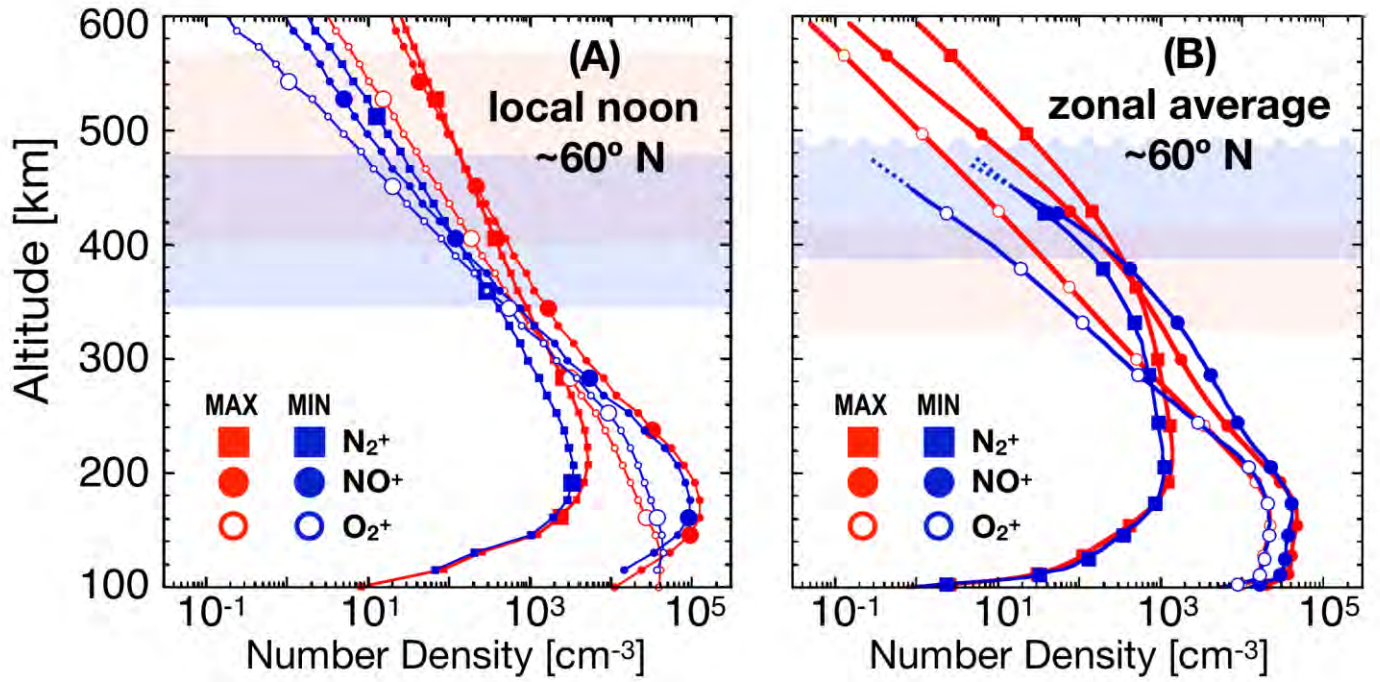 600
500
400
300
200
100
Altitude [km]
(A)
local noon
~60º N
MAX MIN
N₂⁺
NO⁺
O₂⁺
10⁻¹ 10¹ 10³ 10⁵
Number Density [cm⁻³]
(B)
zonal average
~60º N
MAX MIN
N₂⁺
NO⁺
O₂⁺
10⁻¹ 10¹ 10³ 10⁵
Number Density [cm⁻³]